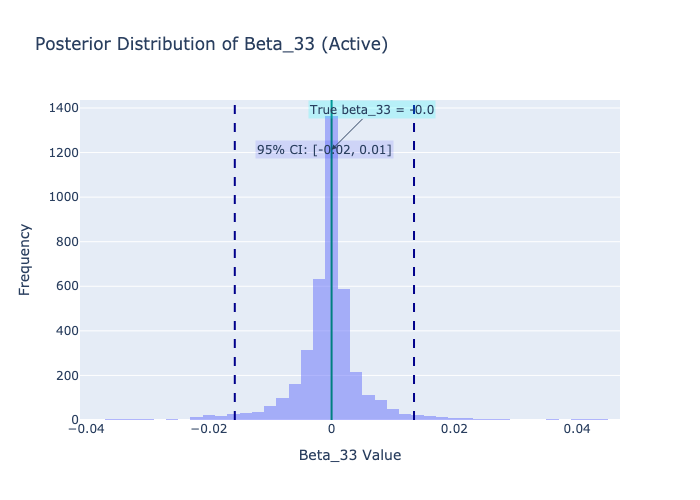 Posterior Distribution of Beta_33 (Active)
1400
1200
1000
800
600
400
200
0
Frequency
True beta_33 = -0.0
95% CI: [-0.02, 0.01]
−0.04
−0.02
0
0.02
0.04
Beta_33 Value